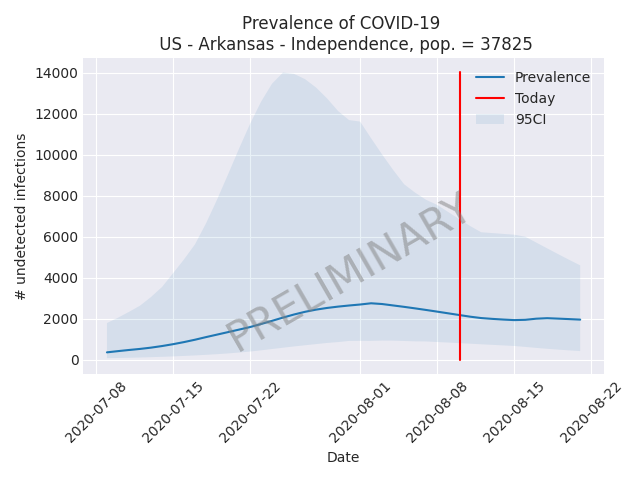 Prevalence of COVID-19
US - Arkansas - Independence, pop. = 37825
# undetected infections
14000
12000
10000
8000
6000
4000
2000
0
Prevalence
Today
95CI
PRELIMINARY
2020-07-08
2020-07-15
2020-07-22
2020-08-01
2020-08-08
2020-08-15
2020-08-22
Date